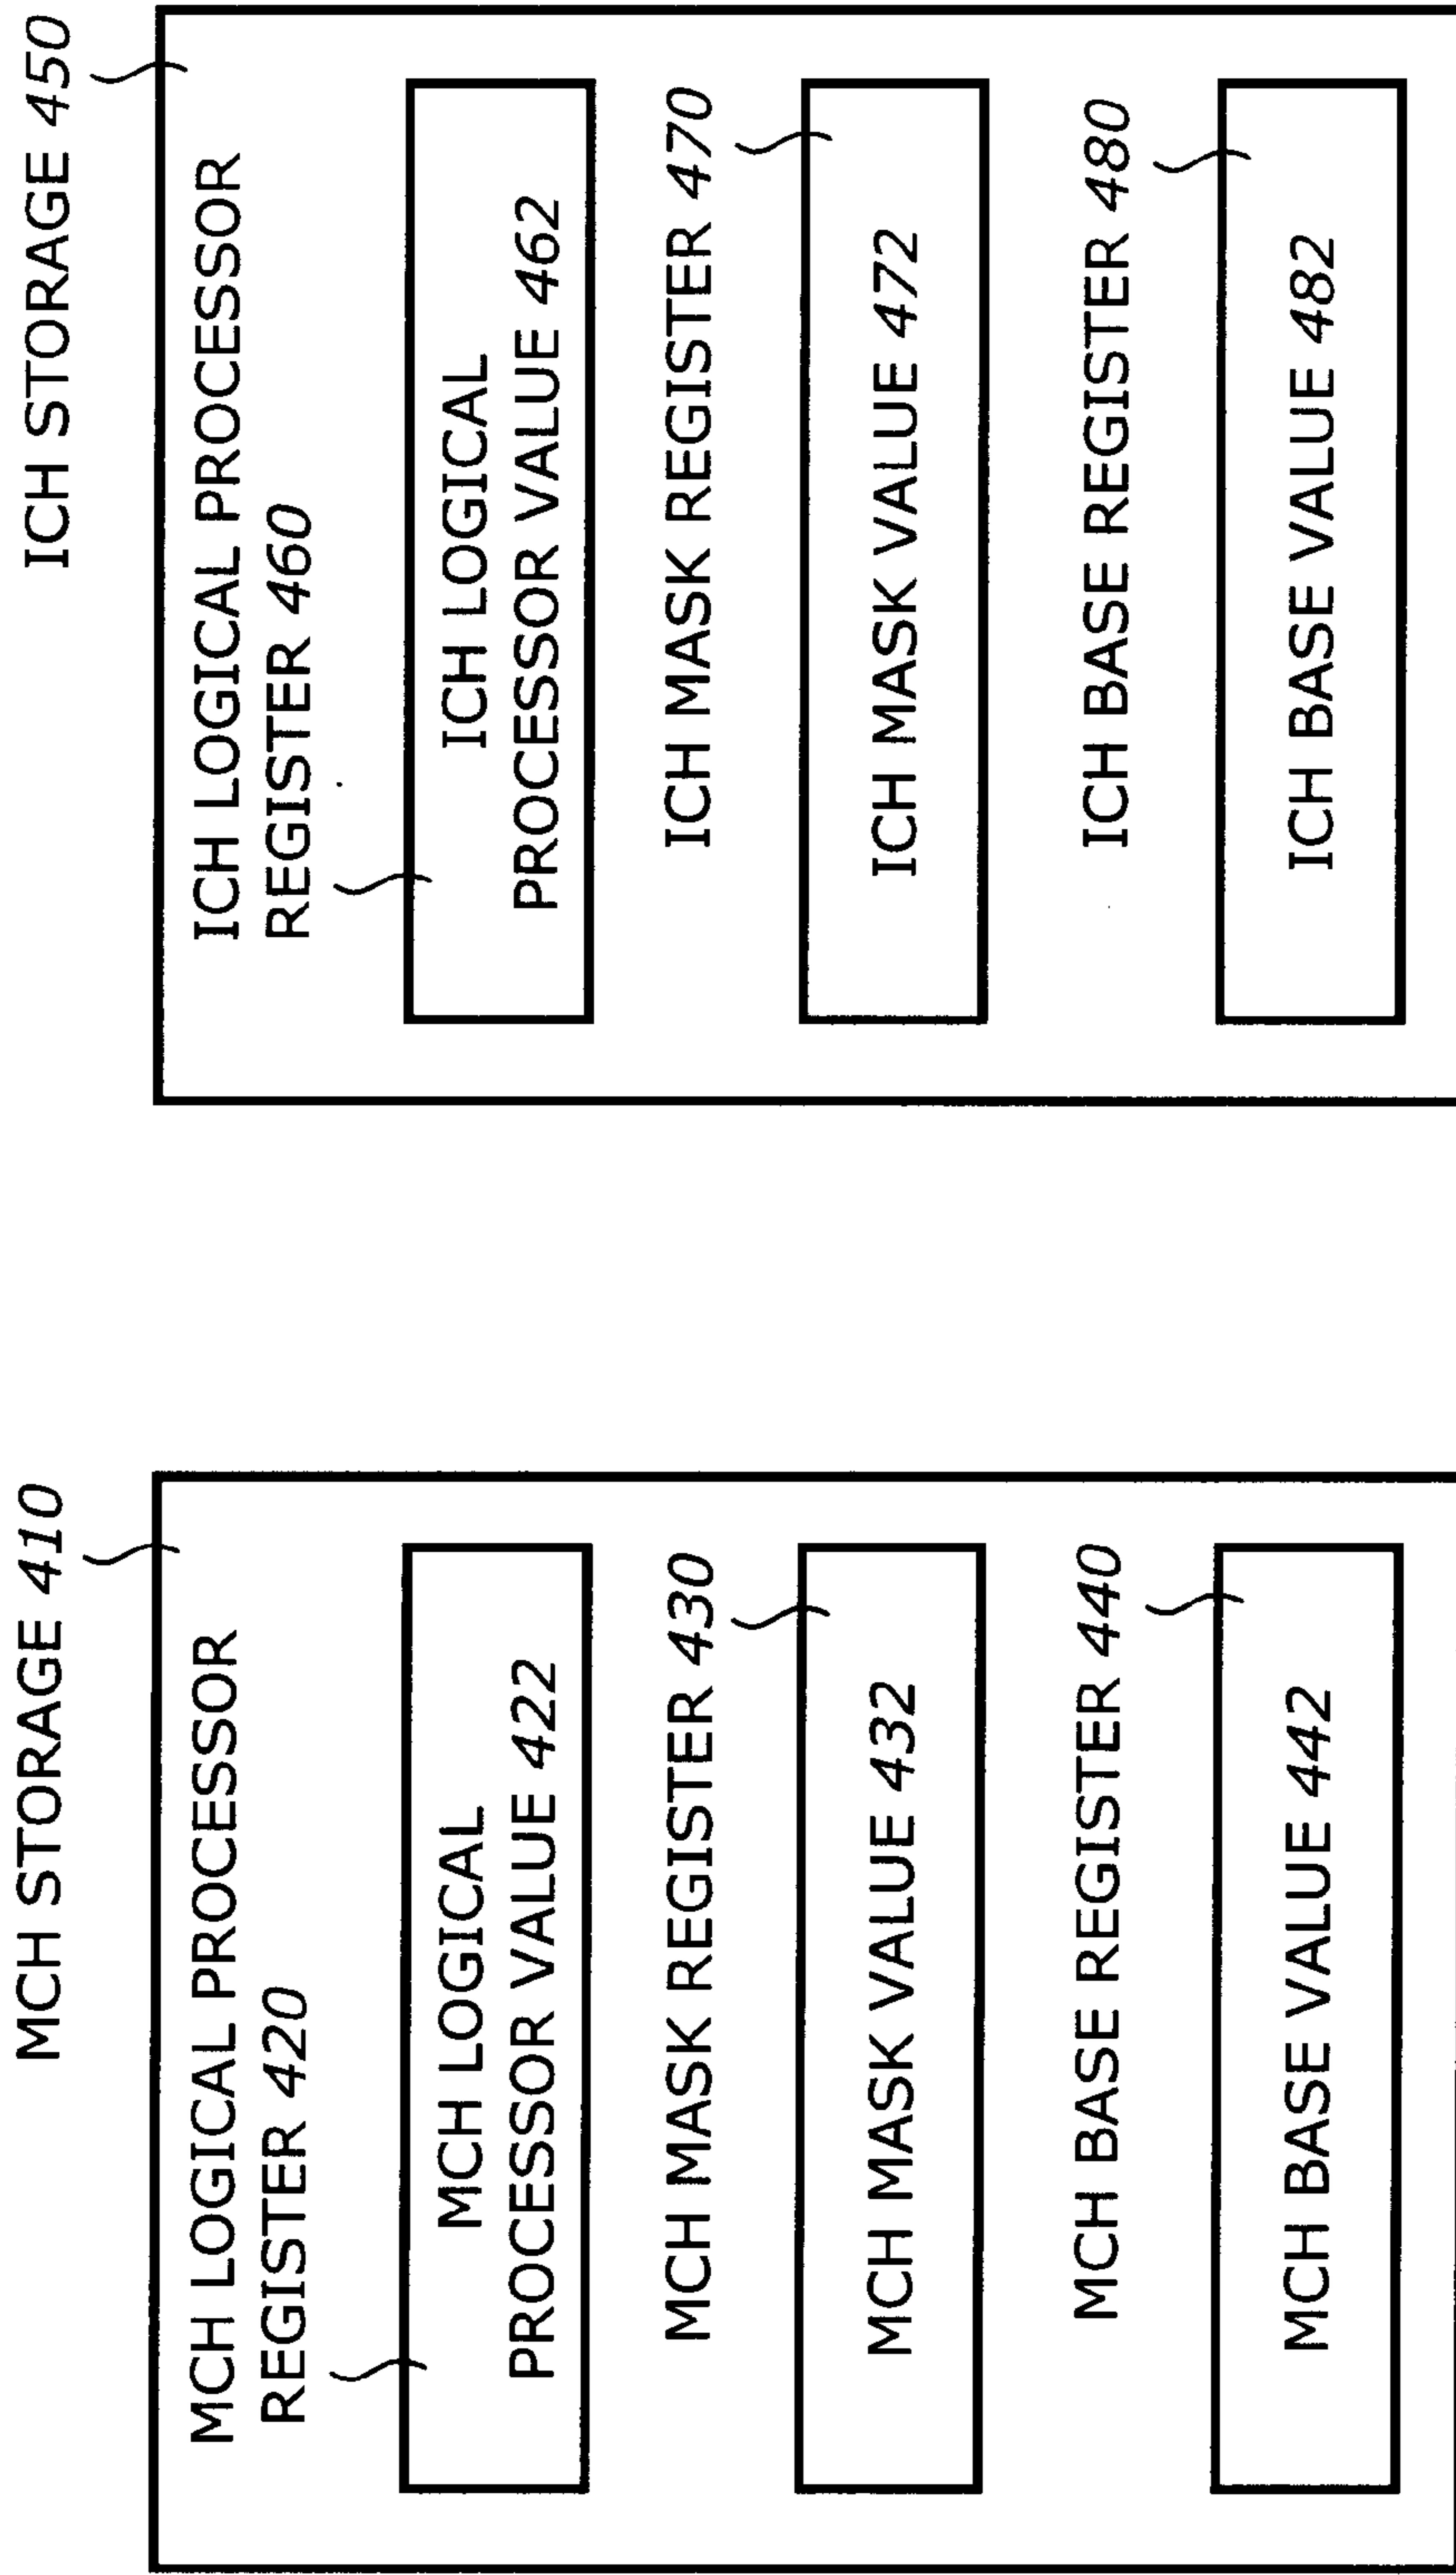 MCH STORAGE 410
MCH LOGICAL PROCESSOR
REGISTER 420
MCH LOGICAL
PROCESSOR VALUE 422
MCH MASK REGISTER 430
MCH MASK VALUE 432
MCH BASE REGISTER 440
MCH BASE VALUE 442
ICH STORAGE 450
ICH LOGICAL PROCESSOR
REGISTER 460
ICH LOGICAL
PROCESSOR VALUE 462
ICH MASK REGISTER 470
ICH MASK VALUE 472
ICH BASE REGISTER 480
ICH BASE VALUE 482